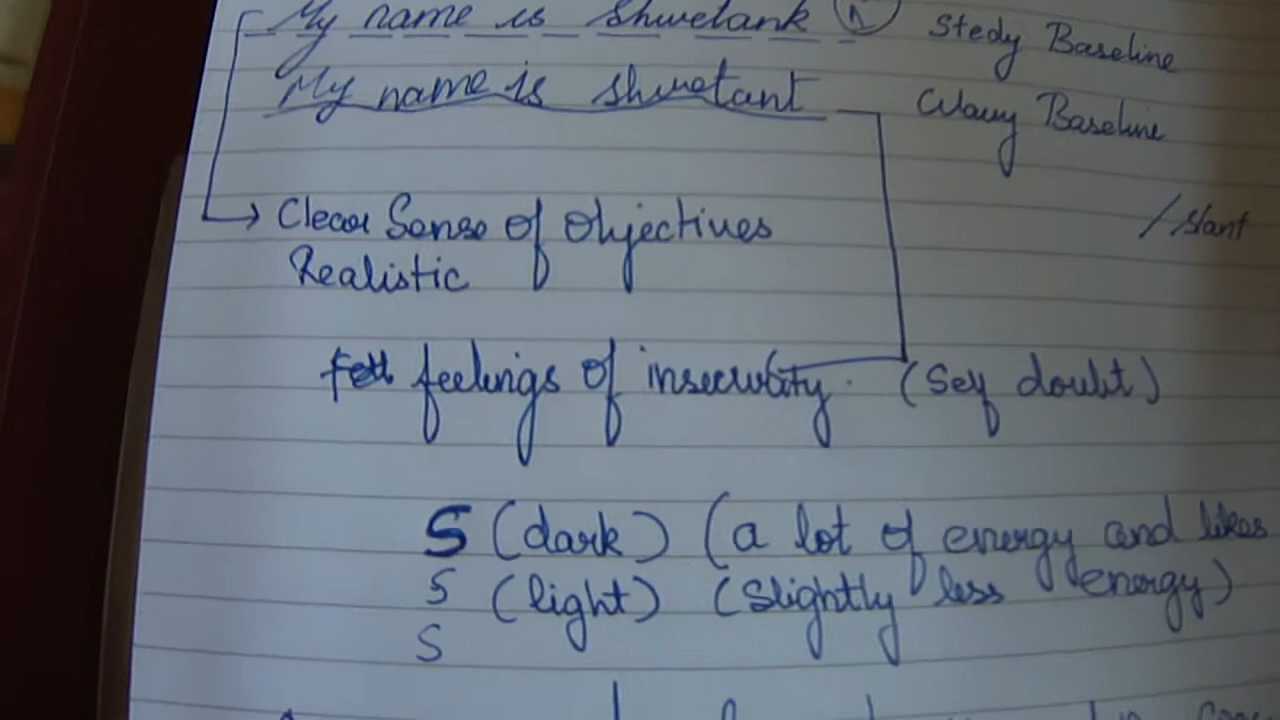 My name is Shwetank Stedy Baseline
My name is shwetant Wavy Baseline
/ slant
→ Clear Sense of Objectives
Realistic
feelings of insecurity. (Self doubt)
S (dark) (a lot of energy and likes
S (light) (Slightly less energy)
S